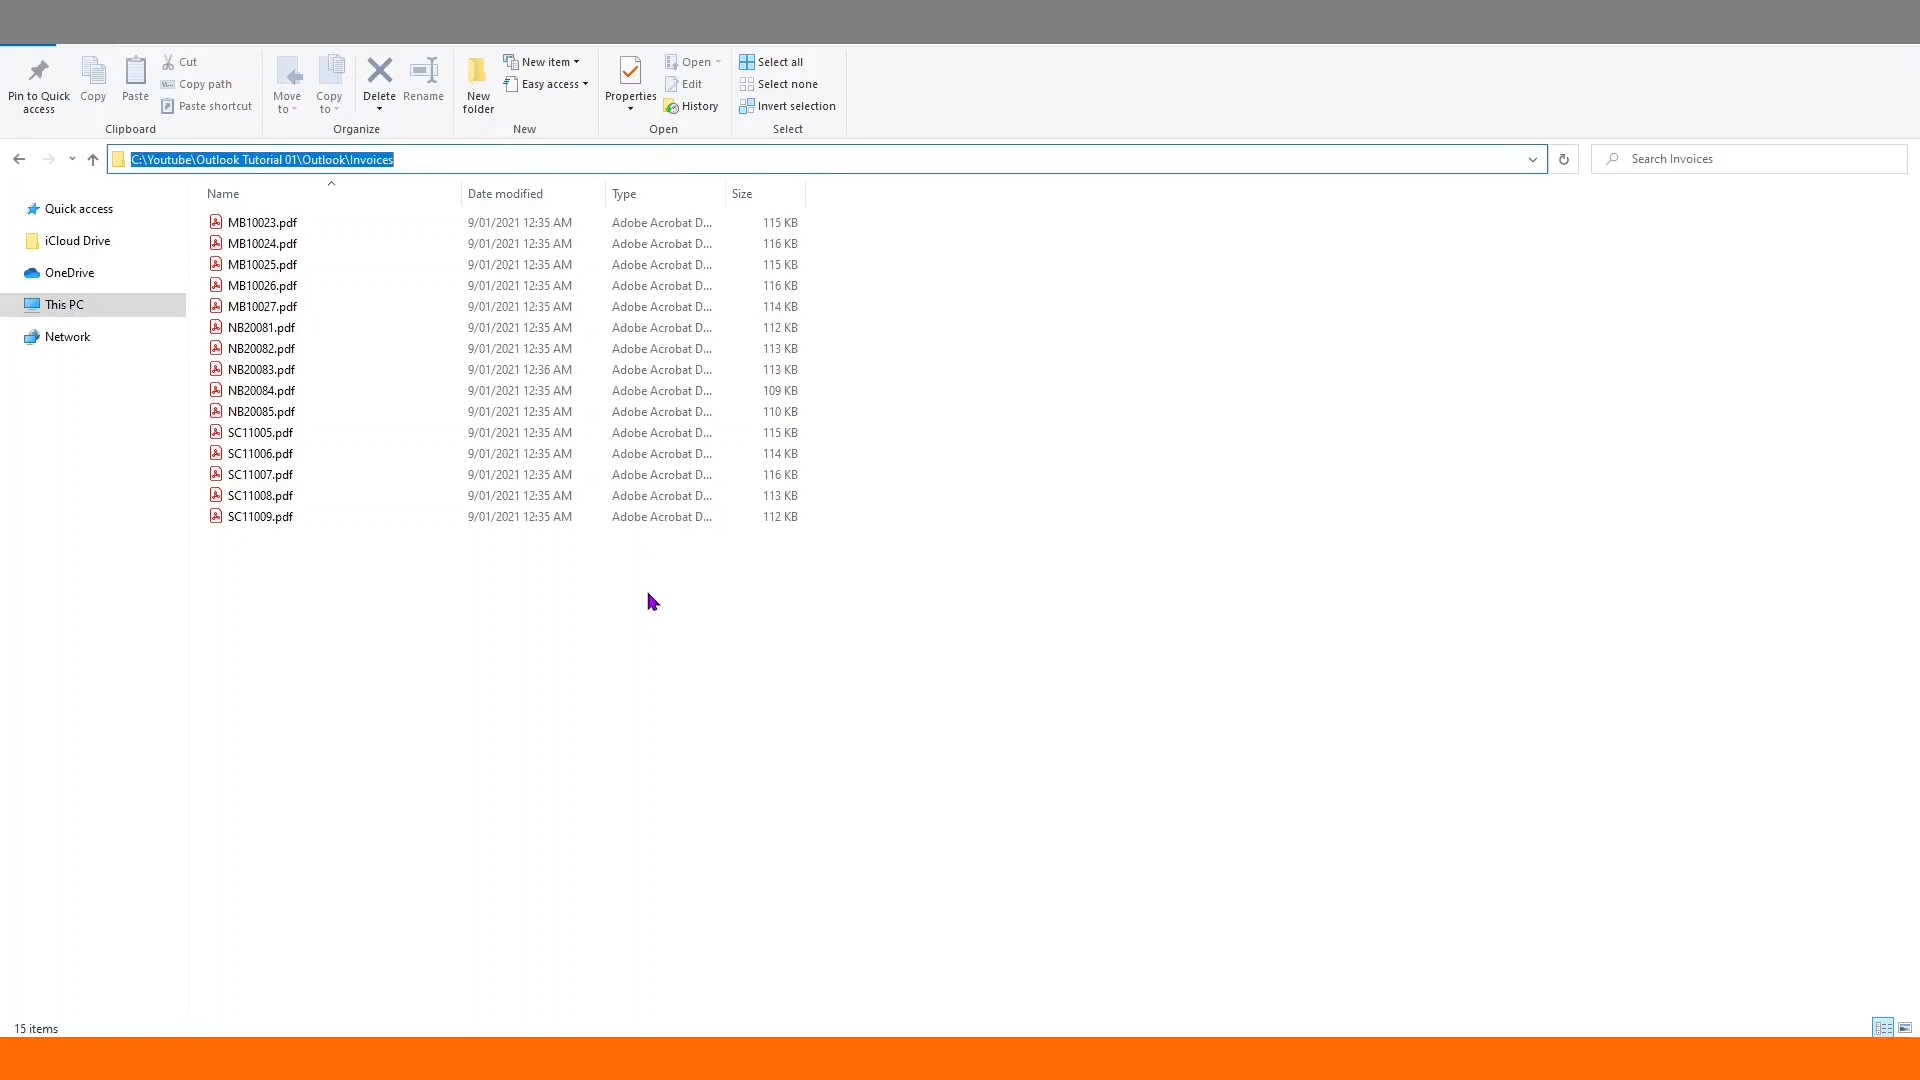 Pin to Quick access
Copy
Paste
Cut
Copy path
Paste shortcut
Clipboard
Move to
Copy to
Delete
Rename
Organize
New folder
New item
Easy access
New
Properties
Open
Edit
History
Open
Select all
Select none
Invert selection
Select
C:\Youtube\Outlook Tutorial 01\Outlook\Invoices
Search Invoices
Quick access
iCloud Drive
OneDrive
This PC
Network
Name Date modified Type Size
MB10023.pdf 9/01/2021 12:35 AM Adobe Acrobat D... 115 KB
MB10024.pdf 9/01/2021 12:35 AM Adobe Acrobat D... 116 KB
MB10025.pdf 9/01/2021 12:35 AM Adobe Acrobat D... 115 KB
MB10026.pdf 9/01/2021 12:35 AM Adobe Acrobat D... 116 KB
MB10027.pdf 9/01/2021 12:35 AM Adobe Acrobat D... 114 KB
NB20081.pdf 9/01/2021 12:35 AM Adobe Acrobat D... 112 KB
NB20082.pdf 9/01/2021 12:35 AM Adobe Acrobat D... 113 KB
NB20083.pdf 9/01/2021 12:36 AM Adobe Acrobat D... 113 KB
NB20084.pdf 9/01/2021 12:35 AM Adobe Acrobat D... 109 KB
NB20085.pdf 9/01/2021 12:35 AM Adobe Acrobat D... 110 KB
SC11005.pdf 9/01/2021 12:35 AM Adobe Acrobat D... 115 KB
SC11006.pdf 9/01/2021 12:35 AM Adobe Acrobat D... 114 KB
SC11007.pdf 9/01/2021 12:35 AM Adobe Acrobat D... 116 KB
SC11008.pdf 9/01/2021 12:35 AM Adobe Acrobat D... 113 KB
SC11009.pdf 9/01/2021 12:35 AM Adobe Acrobat D... 112 KB
15 items